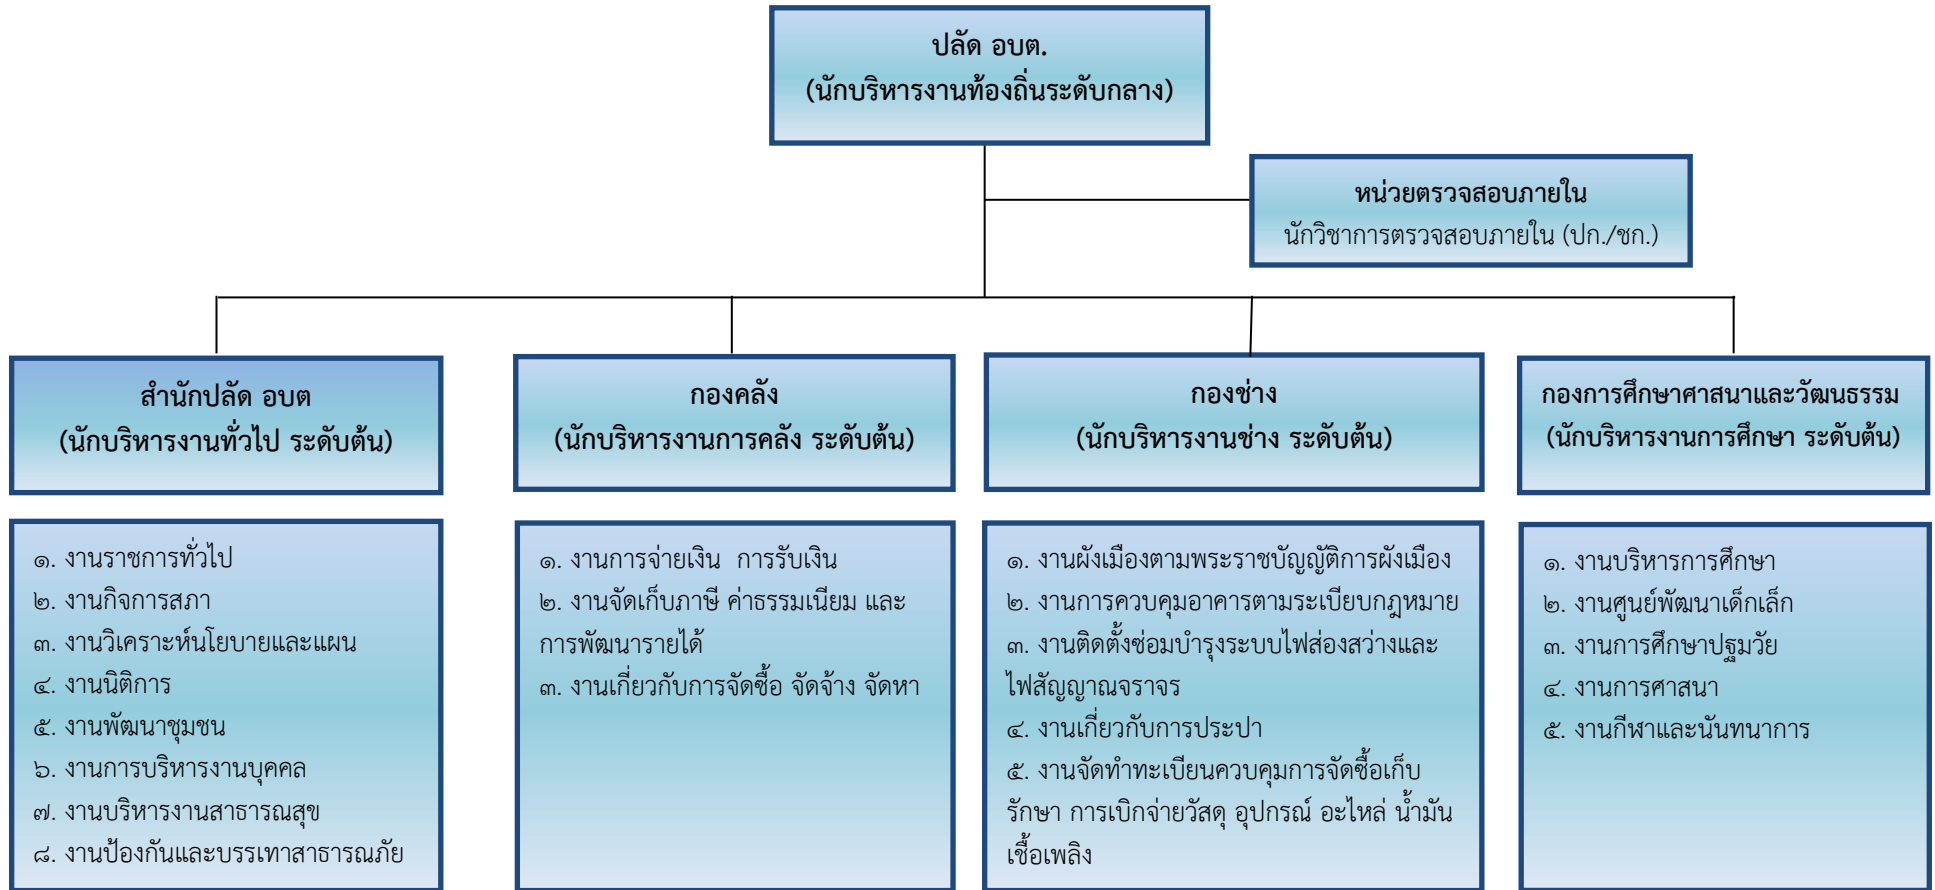 ปลัด อบต.
(นักบริหารงานท้องถิ่นระดับกลาง)
หน่วยตรวจสอบภายใน
นักวิชาการตรวจสอบภายใน (ปก./ชก.)
สำนักปลัด อบต
(นักบริหารงานทั่วไป ระดับต้น)
กองคลัง
(นักบริหารงานการคลัง ระดับต้น)
กองช่าง
(นักบริหารงานช่าง ระดับต้น)
กองการศึกษาศาสนาและวัฒนธรรม
(นักบริหารงานการศึกษา ระดับต้น)
๑. งานราชการทั่วไป
๒. งานกิจการสภา
๓. งานวิเคราะห์นโยบายและแผน
๔. งานนิติการ
๕. งานพัฒนาชุมชน
๖. งานการบริหารงานบุคคล
๗. งานบริหารงานสาธารณสุข
๘. งานป้องกันและบรรเทาสาธารณภัย
๑. งานการจ่ายเงิน  การรับเงิน
๒. งานจัดเก็บภาษี ค่าธรรมเนียม และ
การพัฒนารายได้
๓. งานเกี่ยวกับการจัดซื้อ จัดจ้าง จัดหา
๑. งานผังเมืองตามพระราชบัญญัติการผังเมือง
๒. งานการควบคุมอาคารตามระเบียบกฎหมาย
๓. งานติดตั้งซ่อมบำรุงระบบไฟส่องสว่างและ
ไฟสัญญาณจราจร
๔. งานเกี่ยวกับการประปา
๕. งานจัดทำทะเบียนควบคุมการจัดซื้อเก็บ
รักษา การเบิกจ่ายวัสดุ อุปกรณ์ อะไหล่ น้ำมัน
เชื้อเพลิง
๑. งานบริหารการศึกษา
๒. งานศูนย์พัฒนาเด็กเล็ก
๓. งานการศึกษาปฐมวัย
๔. งานการศาสนา
๕. งานกีฬาและนันทนาการ